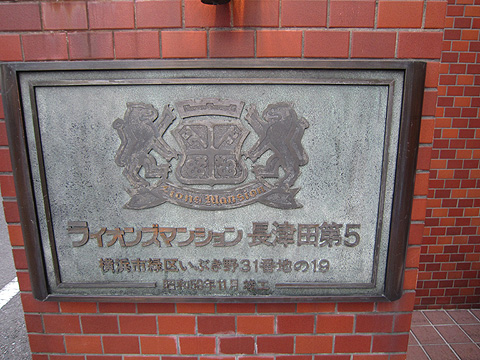 Lions Mansion
ライオンズマンション 長津田第5
横浜市緑区いぶき野31番地の19
昭和60年11月 竣工